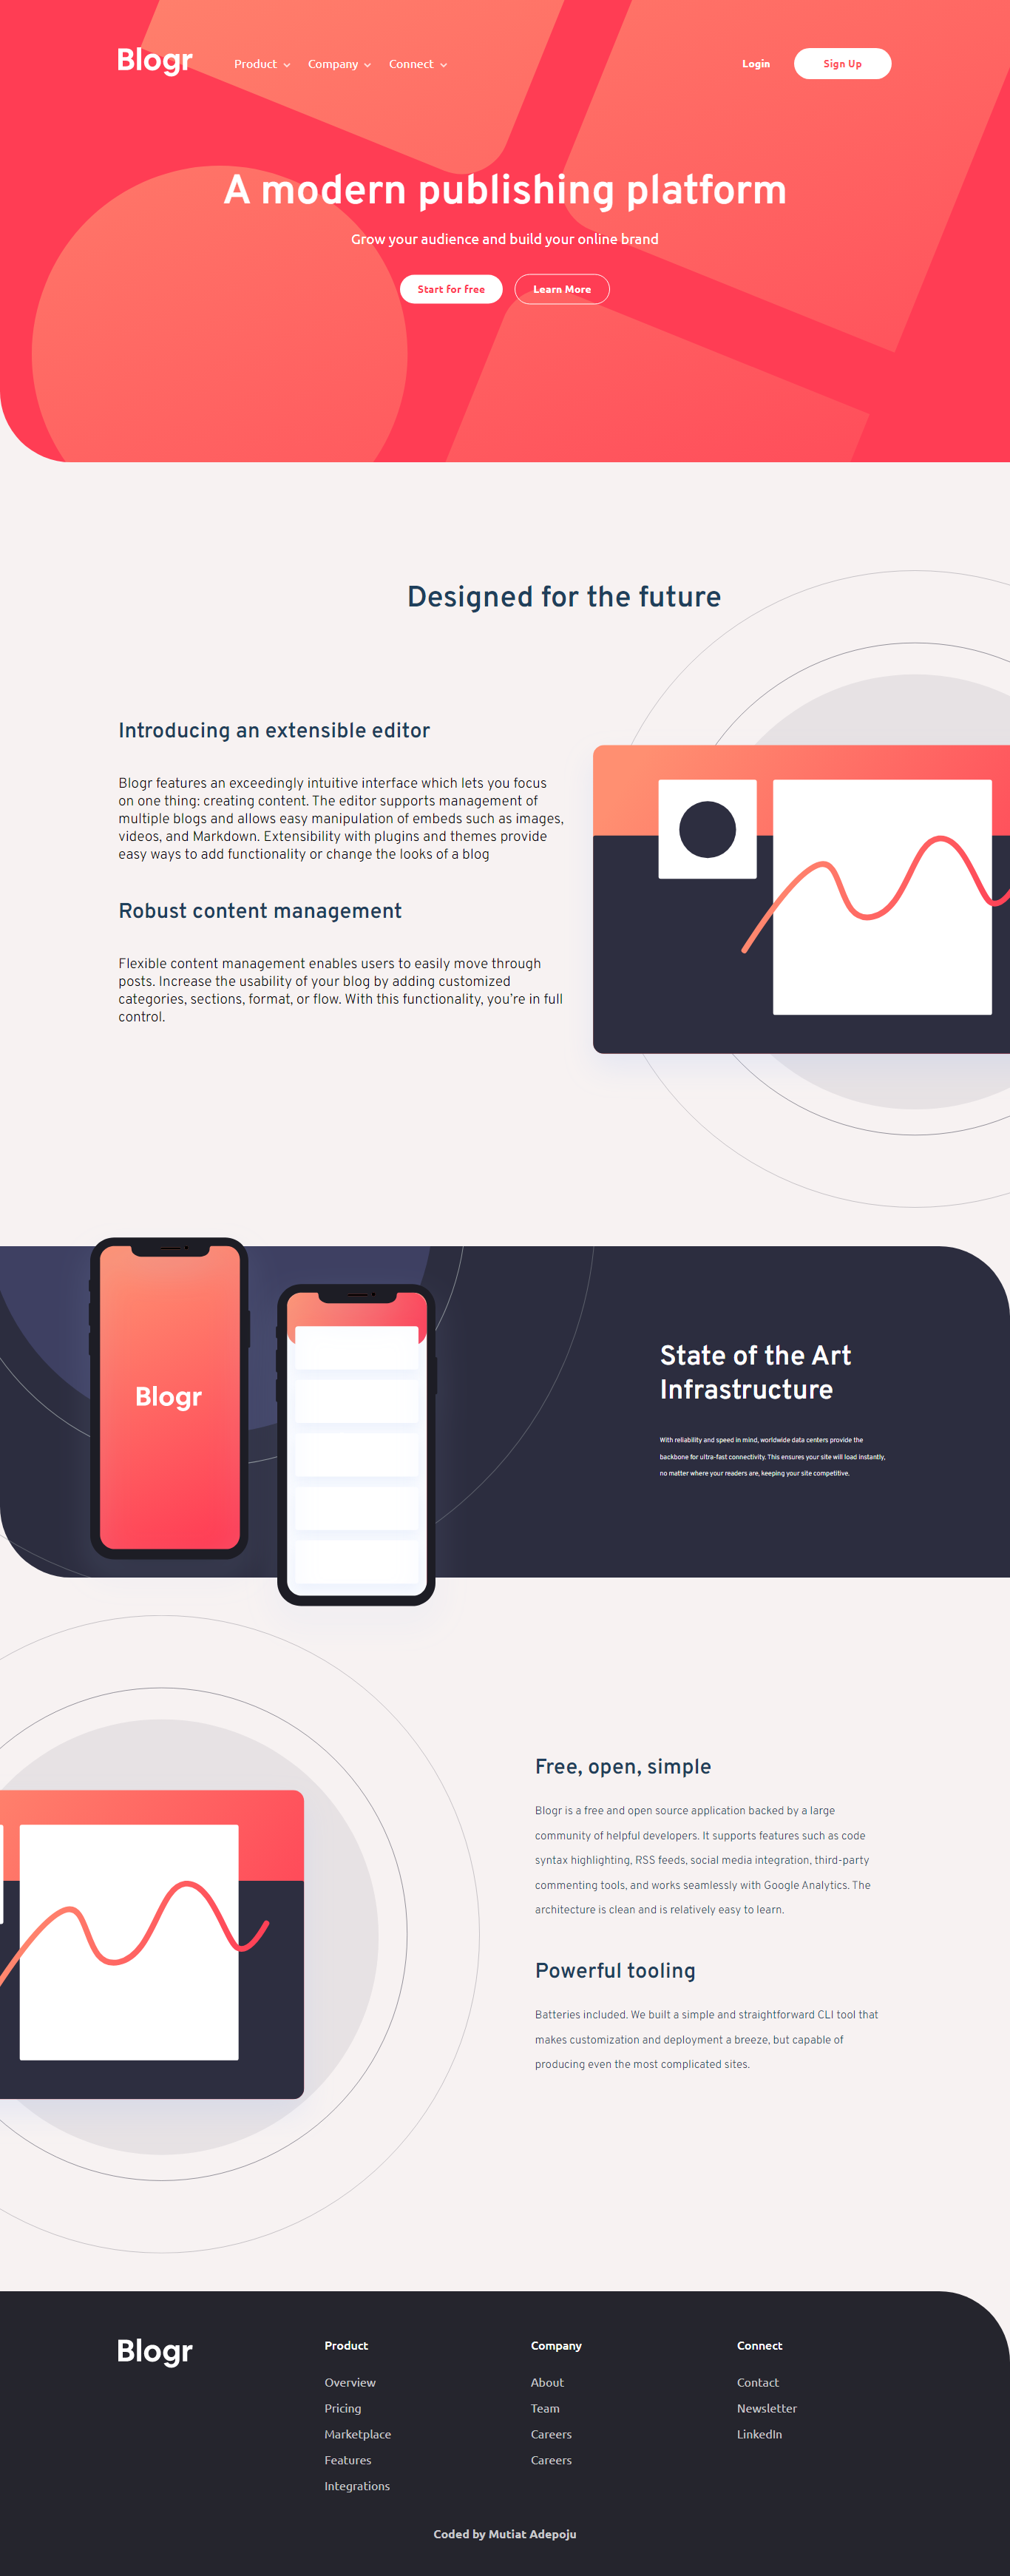 Blogr
Product
Company
Connect
Login
Sign Up
A modern publishing platform
Grow your audience and build your online brand
Start for free
Learn More
Designed for the future
Introducing an extensible editor
Blogr features an exceedingly intuitive interface which lets you focus
on one thing: creating content. The editor supports management of
multiple blogs and allows easy manipulation of embeds such as images,
videos, and Markdown. Extensibility with plugins and themes provide
easy ways to add functionality or change the looks of a blog
Robust content management
Flexible content management enables users to easily move through
posts. Increase the usability of your blog by adding customized
categories, sections, format, or flow. With this functionality, you’re in full
control.
Blogr
State of the Art
Infrastructure
With reliability and speed in mind, worldwide data centers provide the
backbone for ultra-fast connectivity. This ensures your site will load instantly,
no matter where your readers are, keeping your site competitive.
Free, open, simple
Blogr is a free and open source application backed by a large
community of helpful developers. It supports features such as code
syntax highlighting, RSS feeds, social media integration, third-party
commenting tools, and works seamlessly with Google Analytics. The
architecture is clean and is relatively easy to learn.
Powerful tooling
Batteries included. We built a simple and straightforward CLI tool that
makes customization and deployment a breeze, but capable of
producing even the most complicated sites.
Blogr
Product
Overview
Pricing
Marketplace
Features
Integrations
Company
About
Team
Careers
Careers
Connect
Contact
Newsletter
LinkedIn
Coded by Mutiat Adepoju